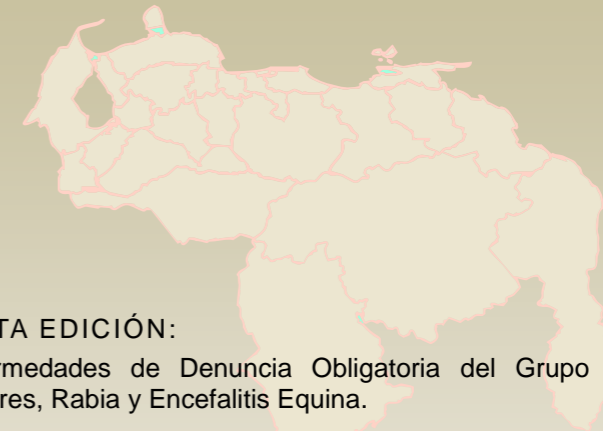 TA EDICIÓN:
rmedades de Denuncia Obligatoria del Grupo
res, Rabia y Encefalitis Equina.